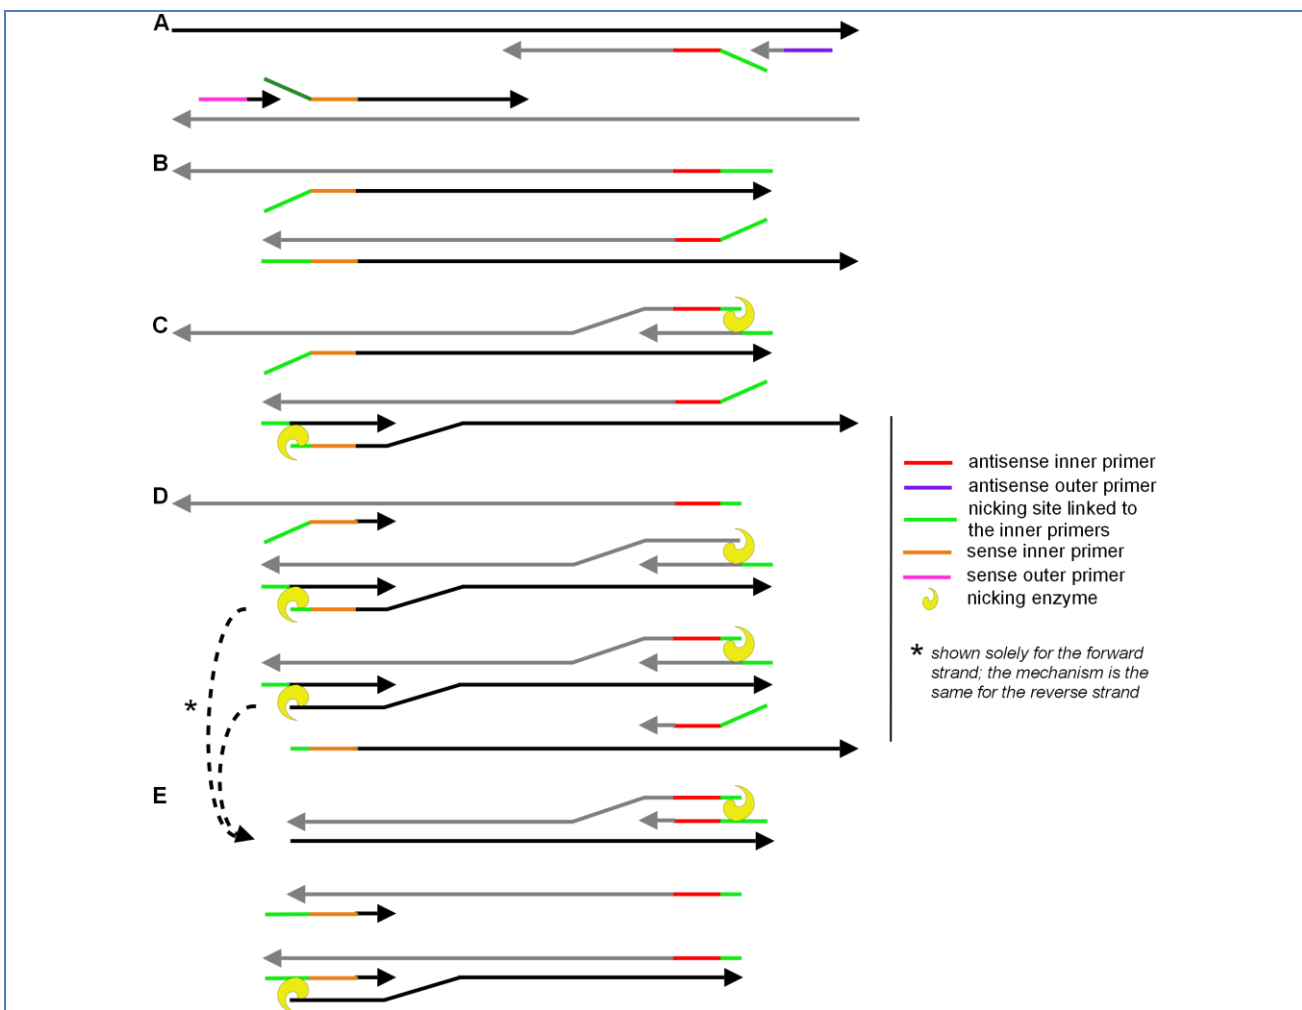 A
B
C
D
E
antisense inner primer
antisense outer primer
nicking site linked to
the inner primers
sense inner primer
sense outer primer
nicking enzyme
* shown solely for the forward
strand; the mechanism is the
same for the reverse strand
*